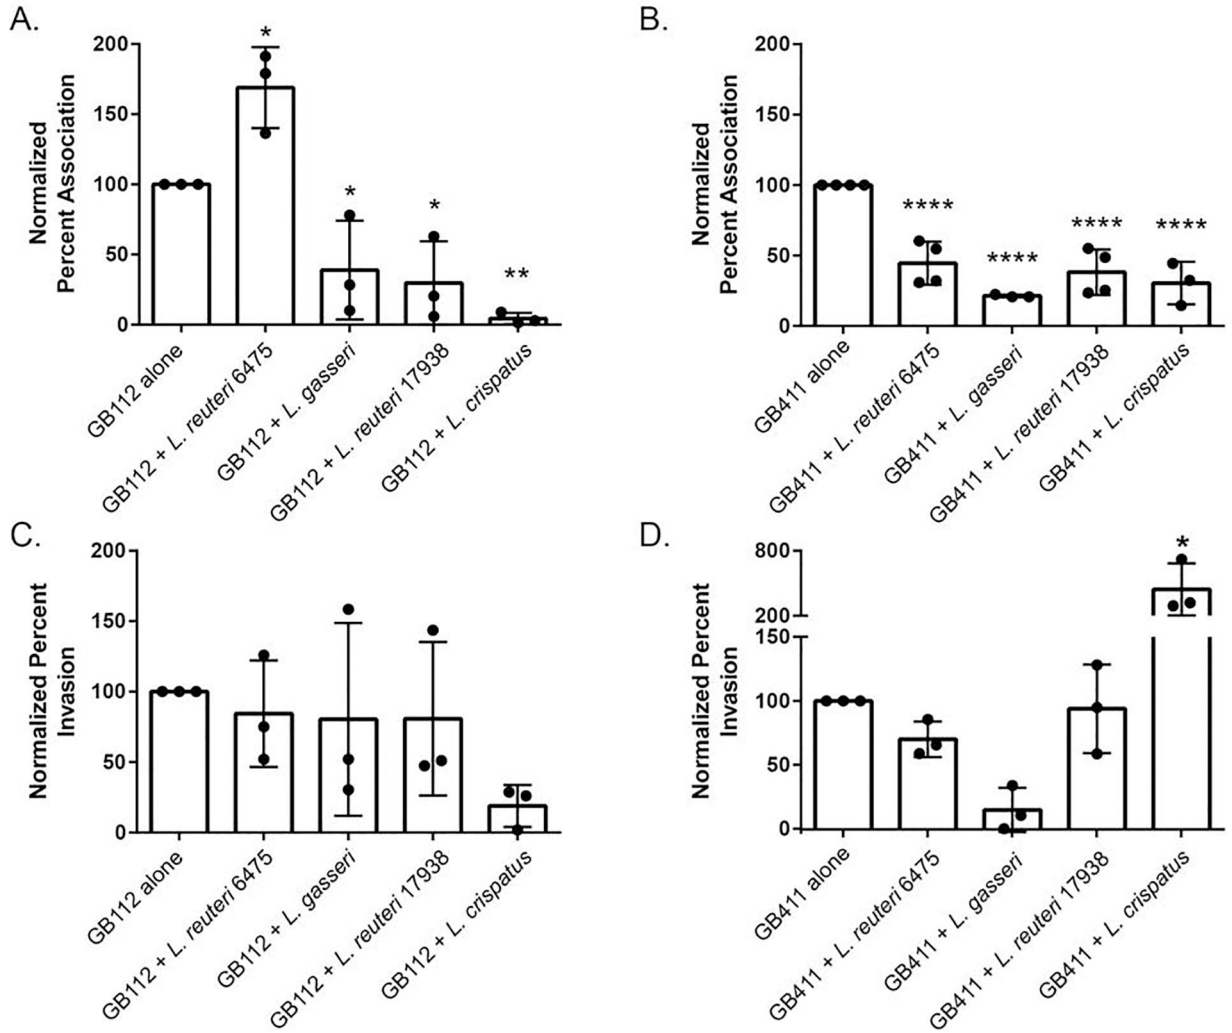 A.
Normalized
Percent Association
200
150
100
50
0
*
*
*
**
GB112 alone
GB112 + L. reuteri 6475
GB112 + L. gasseri
GB112 + L. reuteri 17938
GB112 + L. crispatus
B.
Normalized
Percent Association
200
150
100
50
0
****
****
****
****
GB411 alone
GB411 + L. reuteri 6475
GB411 + L. gasseri
GB411 + L. reuteri 17938
GB411 + L. crispatus
C.
Normalized Percent
Invasion
200
150
100
50
0
GB112 alone
GB112 + L. reuteri 6475
GB112 + L. gasseri
GB112 + L. reuteri 17938
GB112 + L. crispatus
D.
Normalized Percent
Invasion
800
200
150
100
50
0
*
GB411 alone
GB411 + L. reuteri 6475
GB411 + L. gasseri
GB411 + L. reuteri 17938
GB411 + L. crispatus